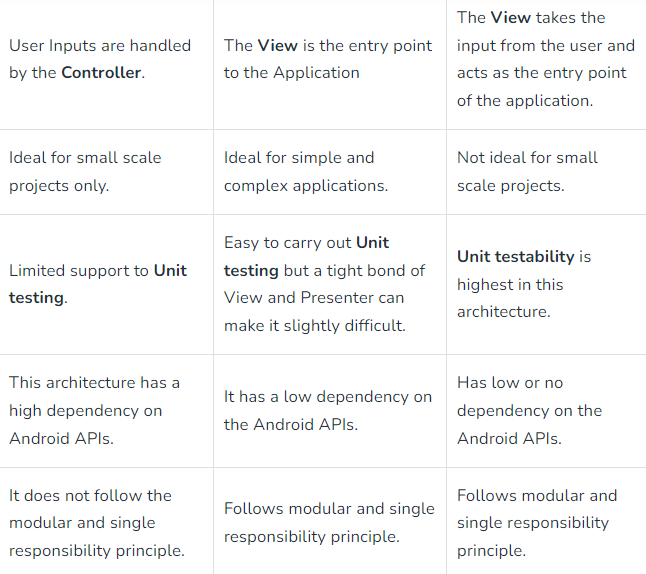 User Inputs are handled
by the Controller.
The View is the entry point
to the Application
The View takes the
input from the user and
acts as the entry point
of the application.
Ideal for small scale
projects only.
Ideal for simple and
complex applications.
Not ideal for small
scale projects.
Limited support to Unit
testing.
Easy to carry out Unit
testing but a tight bond of
View and Presenter can
make it slightly difficult.
Unit testability is
highest in this
architecture.
This architecture has a
high dependency on
Android APIs.
It has a low dependency on
the Android APIs.
Has low or no
dependency on the
Android APIs.
It does not follow the
modular and single
responsibility principle.
Follows modular and single
responsibility principle.
Follows modular and
single responsibility
principle.